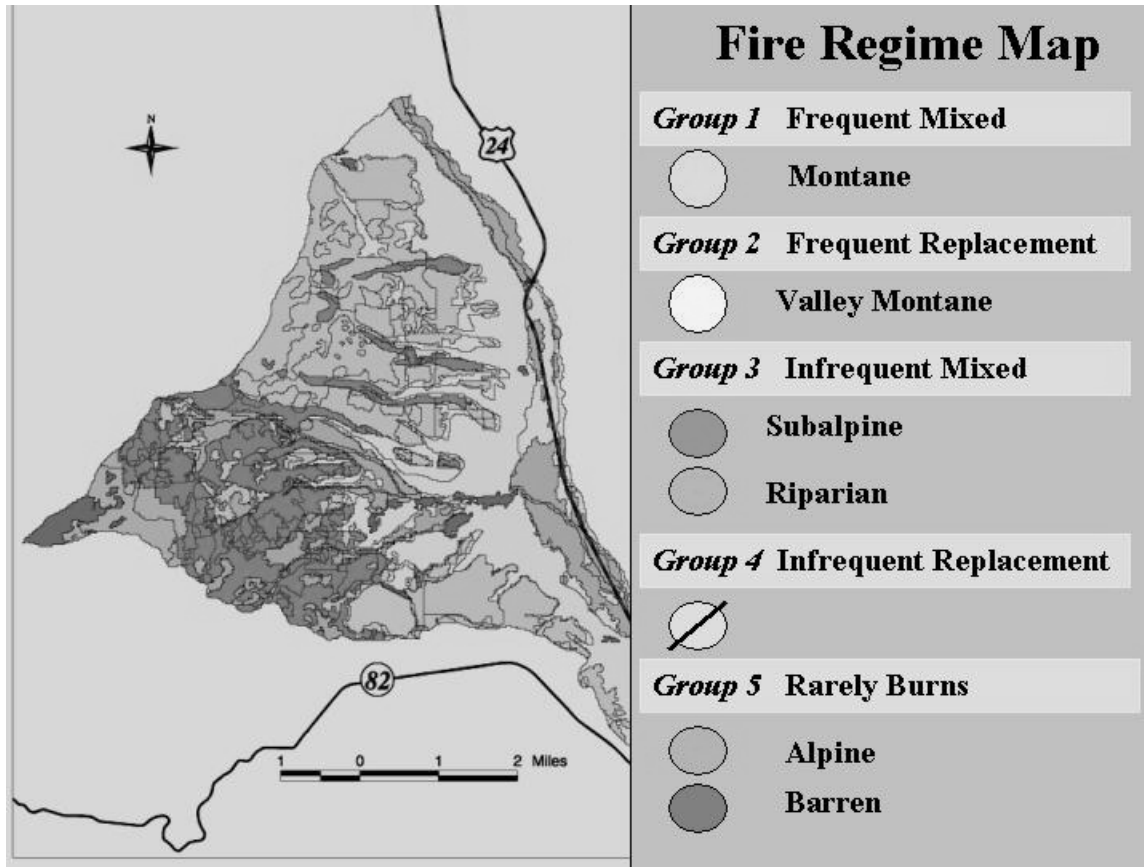 N
24
82
1 0 1 2 Miles
Fire Regime Map
Group 1 Frequent Mixed
Montane
Group 2 Frequent Replacement
Valley Montane
Group 3 Infrequent Mixed
Subalpine
Riparian
Group 4 Infrequent Replacement
Group 5 Rarely Burns
Alpine
Barren